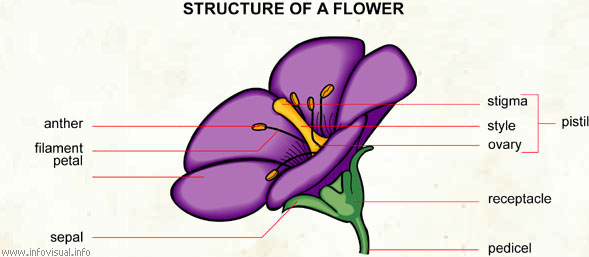 STRUCTURE OF A FLOWER
anther
filament
petal
sepal
stigma
style
ovary
pistil
receptacle
pedicel
www.infovisual.info